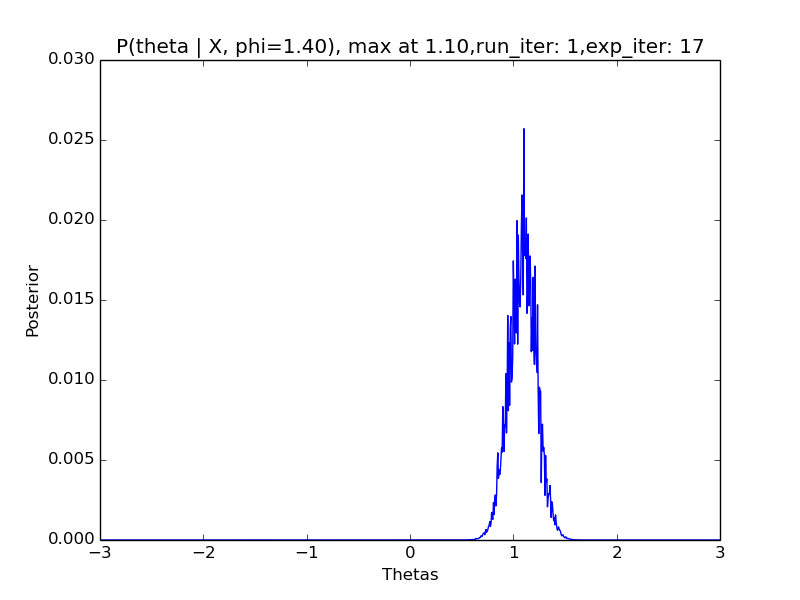 P(theta | X, phi=1.40), max at 1.10,run_iter: 1,exp_iter: 17
0.030
0.025
0.020
0.015
0.010
0.005
0.000
Posterior
−3 −2 −1 0 1 2 3
Thetas